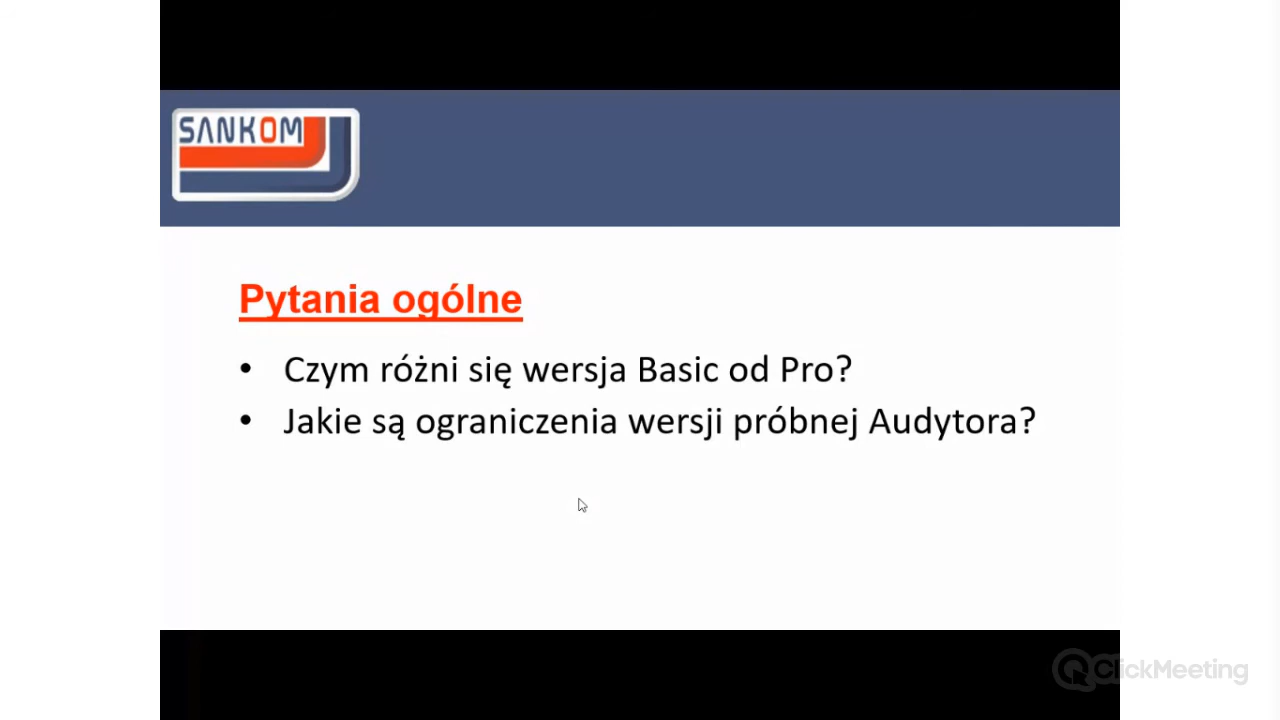 SANKOM
Pytania ogólne
• Czym różni się wersja Basic od Pro?
• Jakie są ograniczenia wersji próbnej Audytora?
ClickMeeting